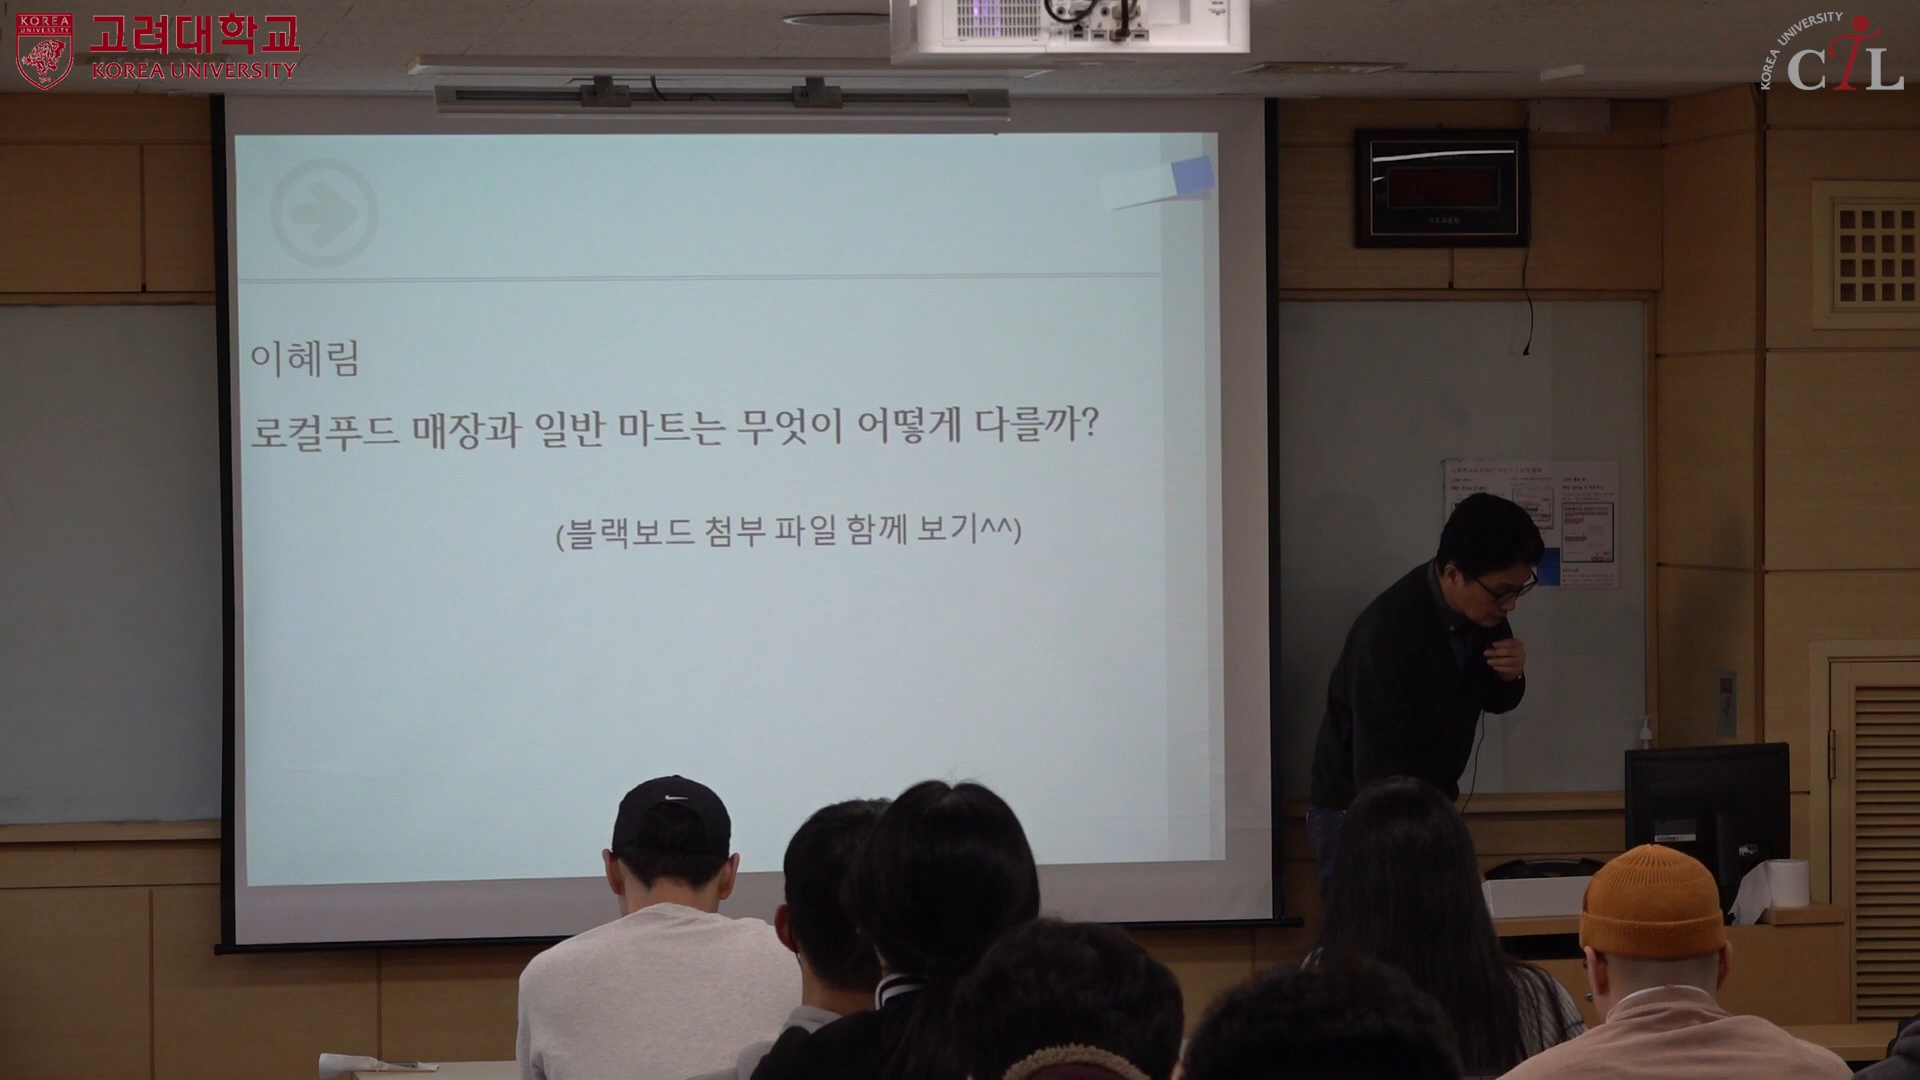 KOREA
UNIVERSITY
고려대학교
KOREA UNIVERSITY
KOREA UNIVERSITY
CTL
이혜림
로컬푸드 매장과 일반 마트는 무엇이 어떻게 다를까?
(블랙보드 첨부 파일 함께 보기^^)